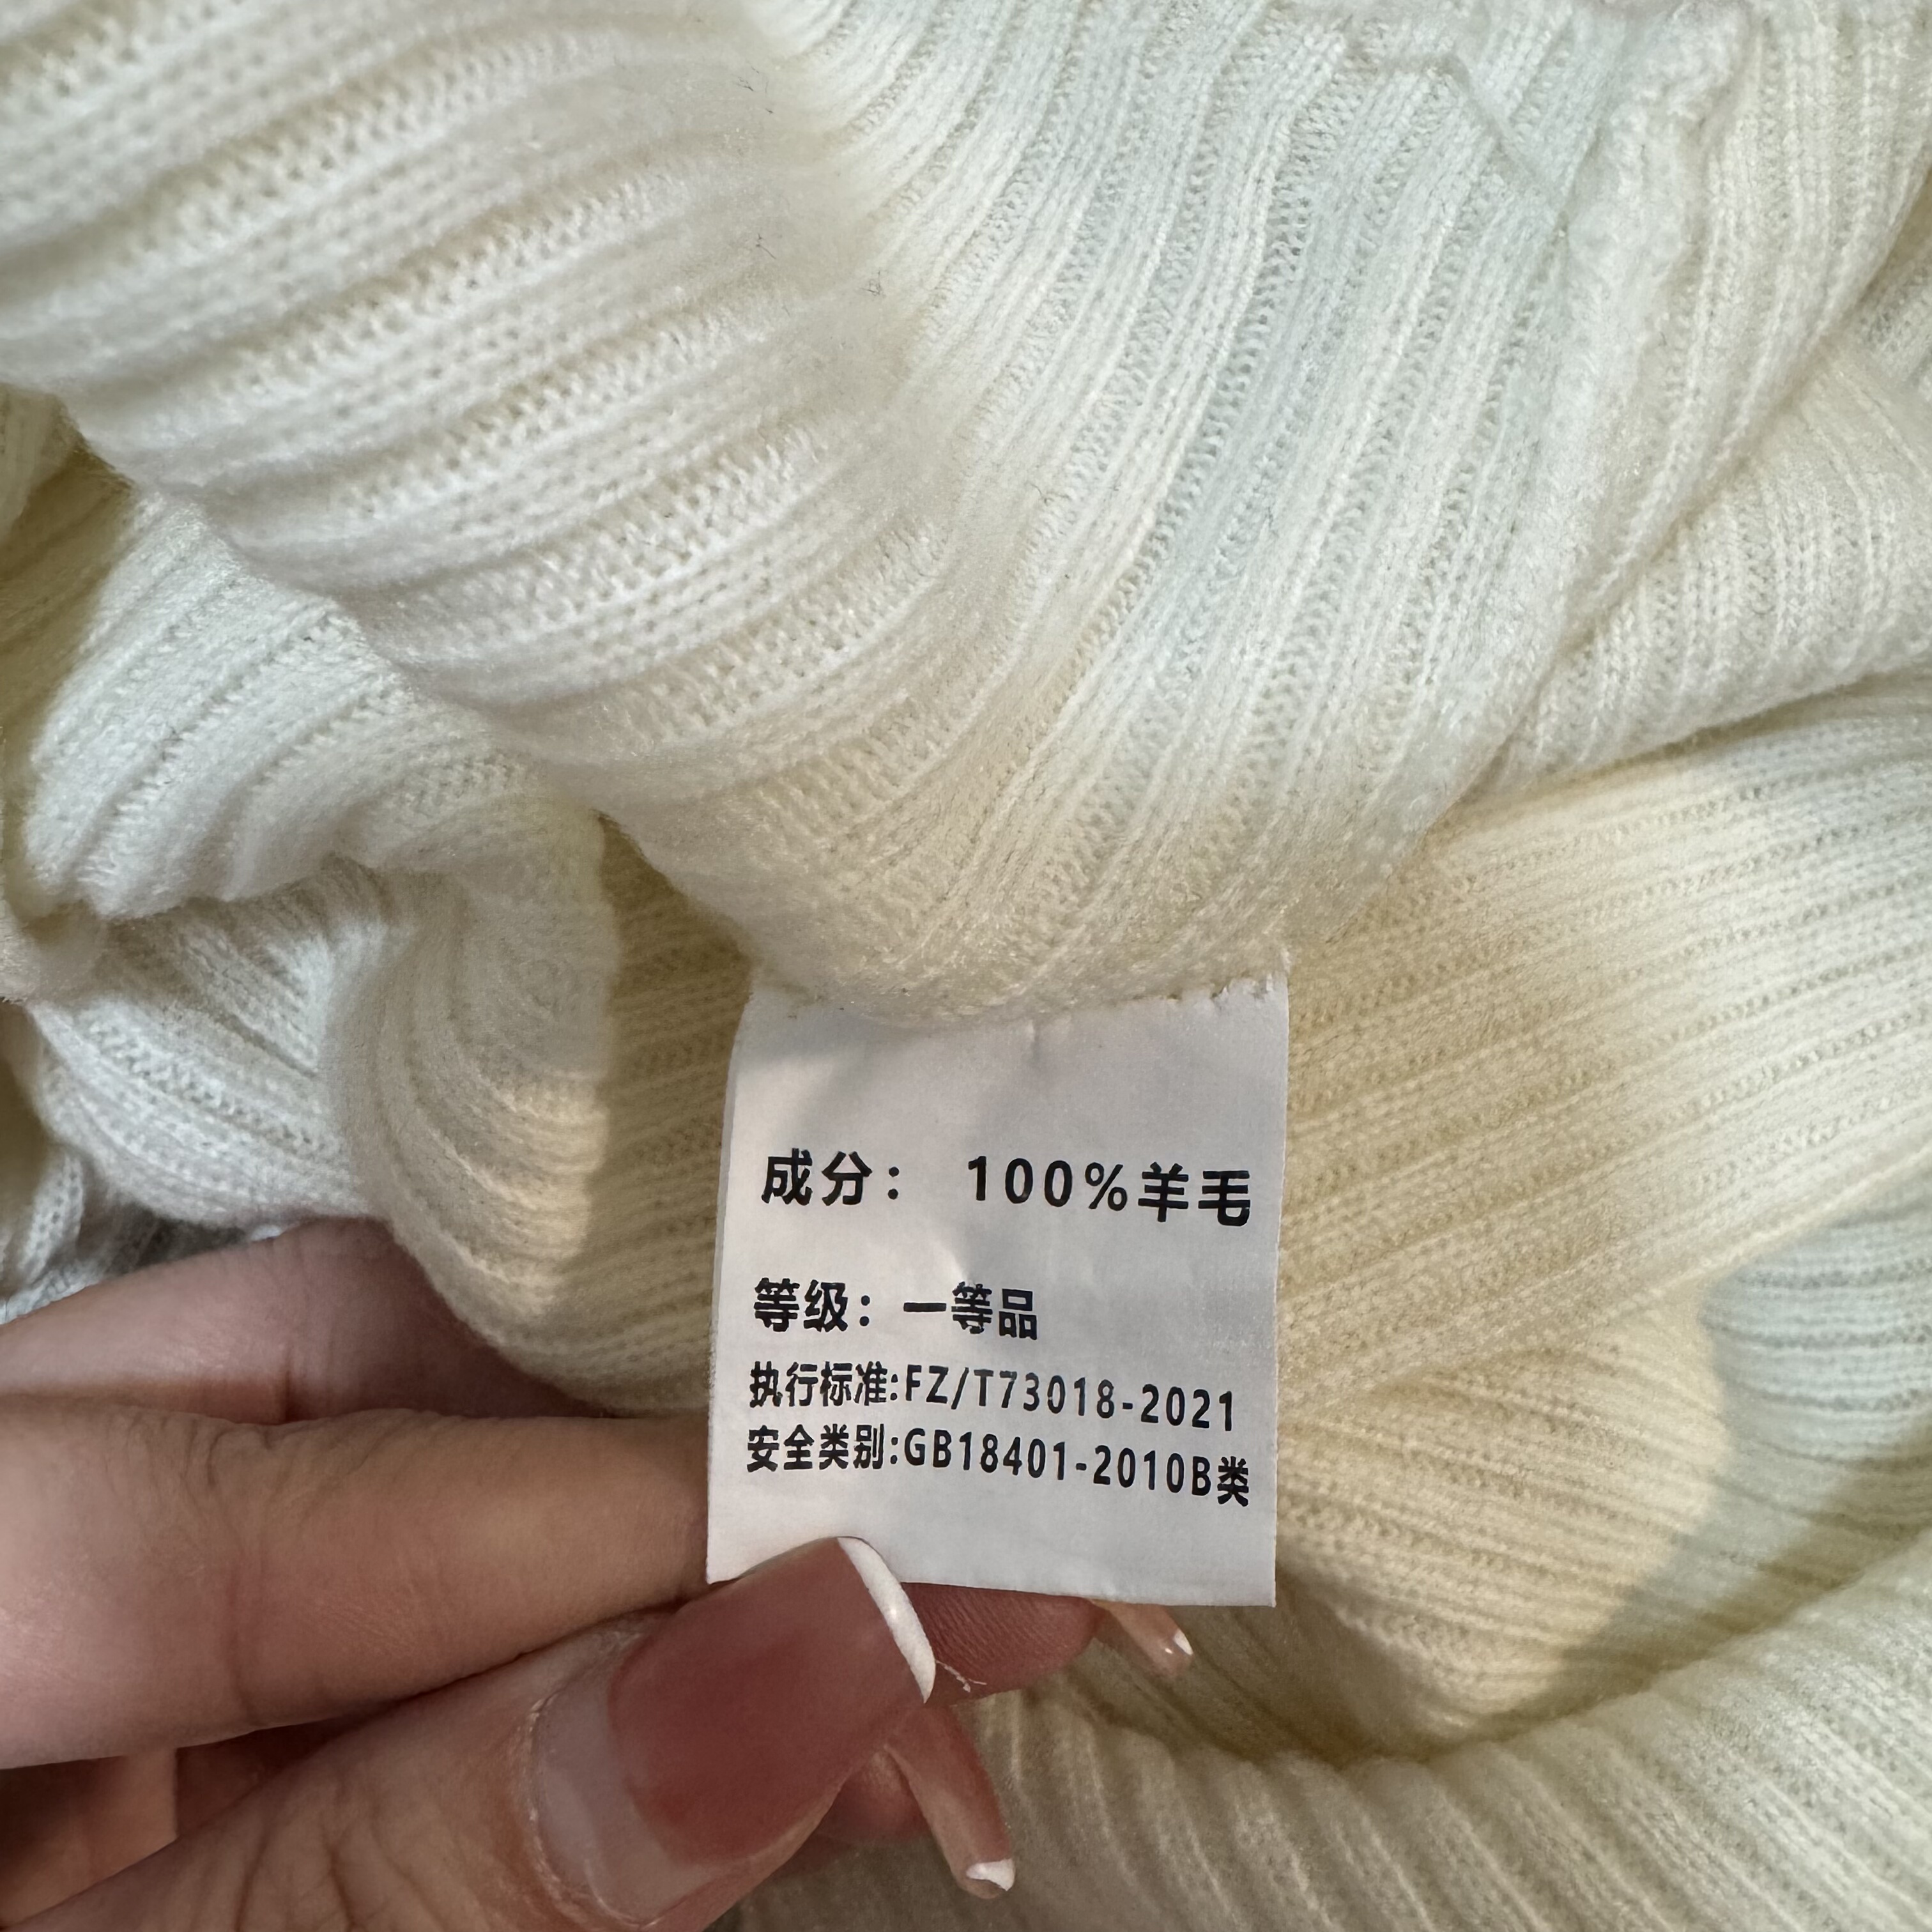 成分： 100%羊毛
等级：一等品
执行标准:FZ/T73018-2021
安全类别:GB18401-2010B类